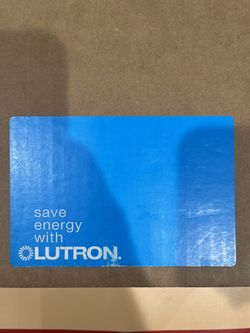 save
energy
with
LUTRON.